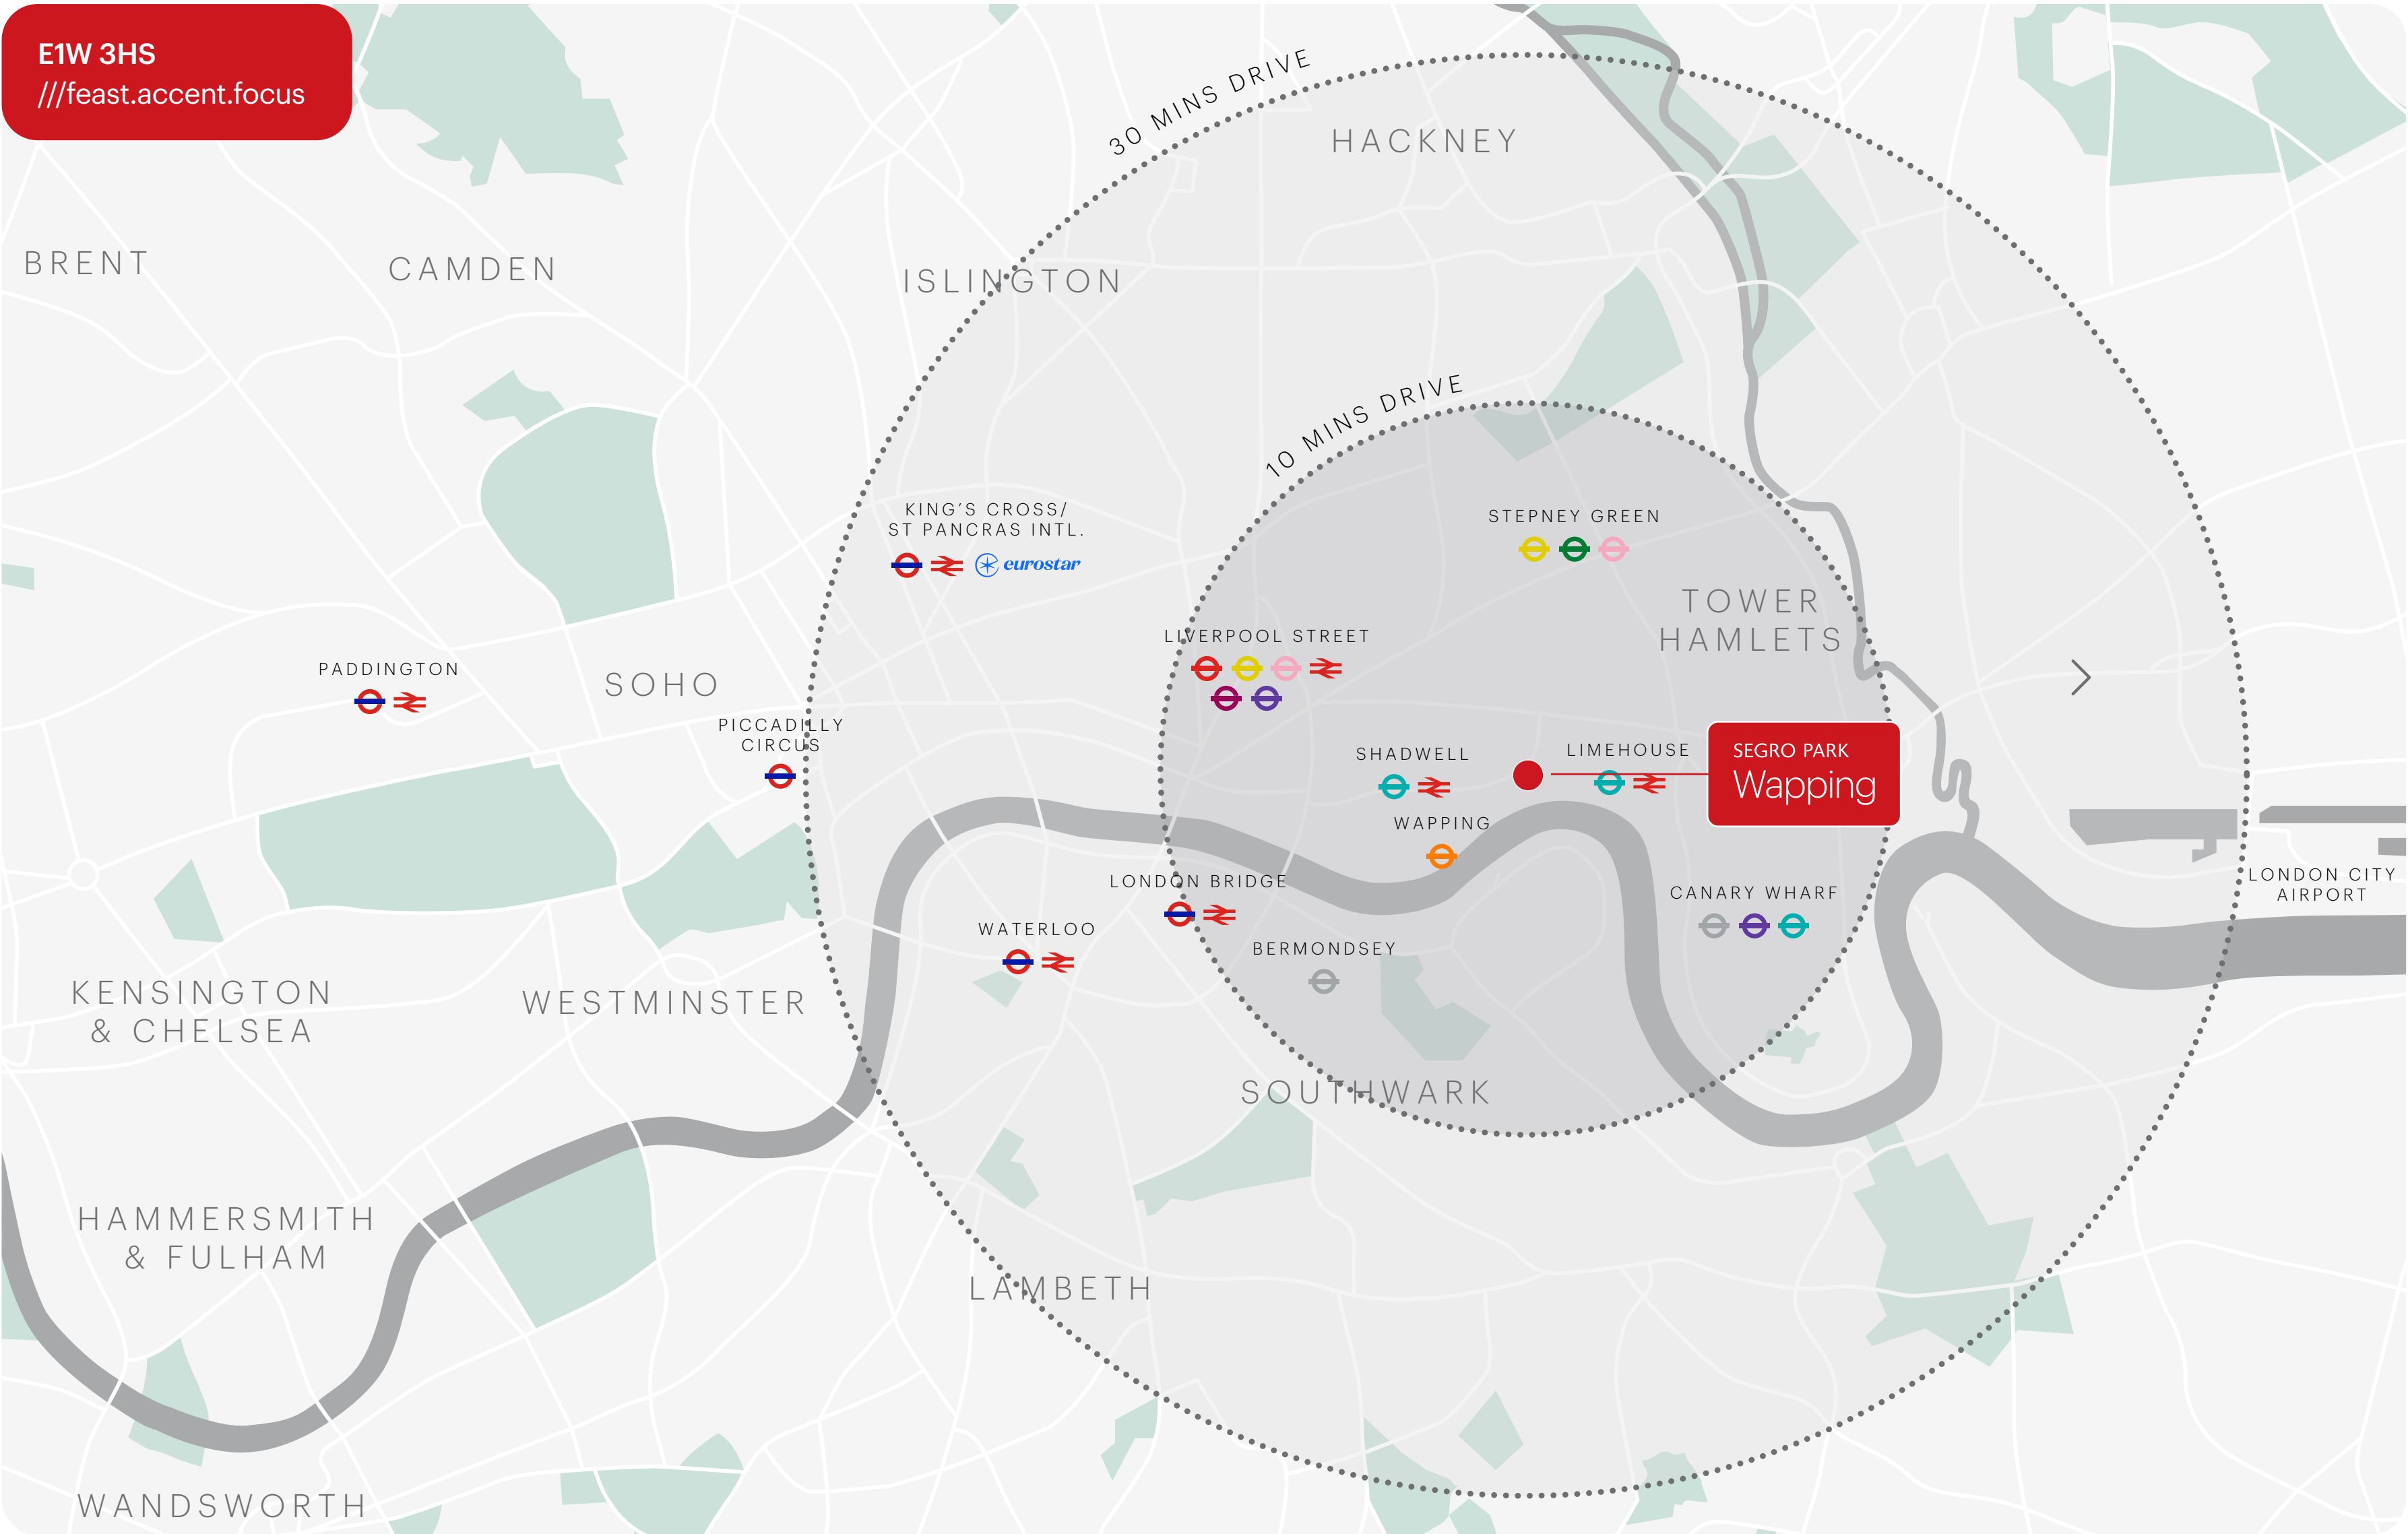 E1W 3HS
///feast.accent.focus
30 MINS DRIVE
HACKNEY
BRENT
CAMDEN
ISLINGTON
10 MINS DRIVE
KING’S CROSS/
ST PANCRAS INTL.
eurostar
STEPNEY GREEN
TOWER
HAMLETS
LIVERPOOL STREET
PADDINGTON
SOHO
PICCADILLY
CIRCUS
SHADWELL
LIMEHOUSE
SEGRO PARK
Wapping
WAPPING
LONDON BRIDGE
CANARY WHARF
LONDON CITY
AIRPORT
WATERLOO
BERMONDSEY
KENSINGTON
& CHELSEA
WESTMINSTER
SOUTHWARK
HAMMERSMITH
& FULHAM
LAMBETH
WANDSWORTH